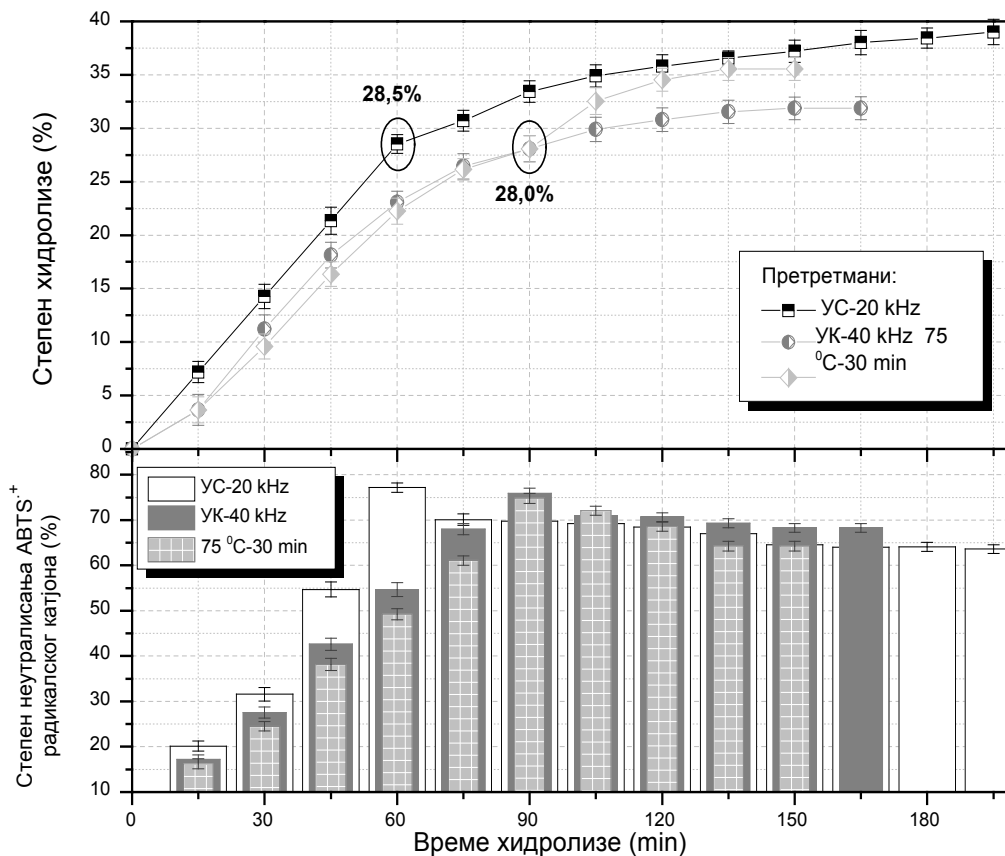 40
35
30
25
20
15
10
5
0
Степен хидролизе (%)
28,5%
28,0%
Претретмани:
УС-20 kHz
УК-40 kHz 75
⁰C-30 min
80
70
60
50
40
30
20
10
Степен неутралисања ABTS·⁺
радикалског катјона (%)
УС-20 kHz
УК-40 kHz
75 ⁰C-30 min
0 30 60 90 120 150 180
Време хидролизе (min)